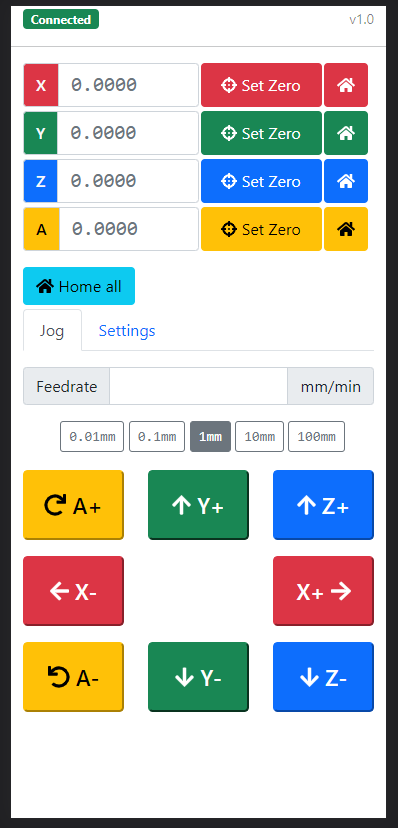 Connected v1.0
X 0.0000 Set Zero
Y 0.0000 Set Zero
Z 0.0000 Set Zero
A 0.0000 Set Zero
Home all
Jog Settings
Feedrate mm/min
0.01mm 0.1mm 1mm 10mm 100mm
A+ Y+ Z+
X- X+
A- Y- Z-